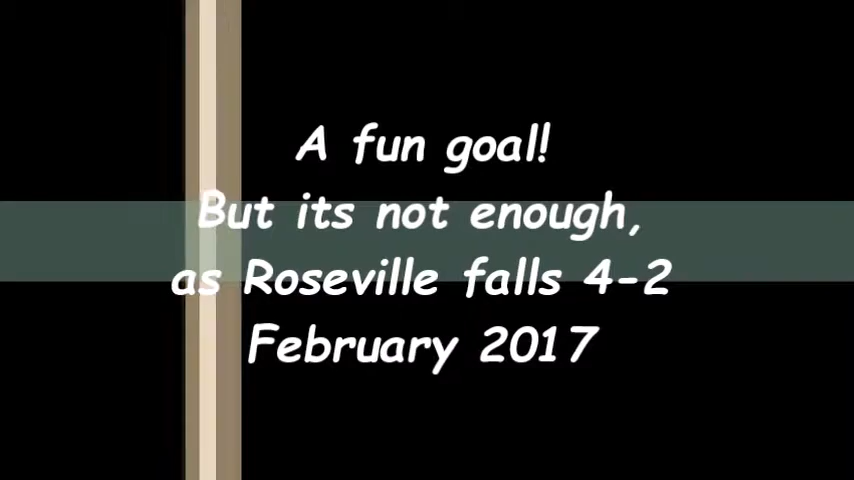 A fun goal!
But its not enough,
as Roseville falls 4-2
February 2017